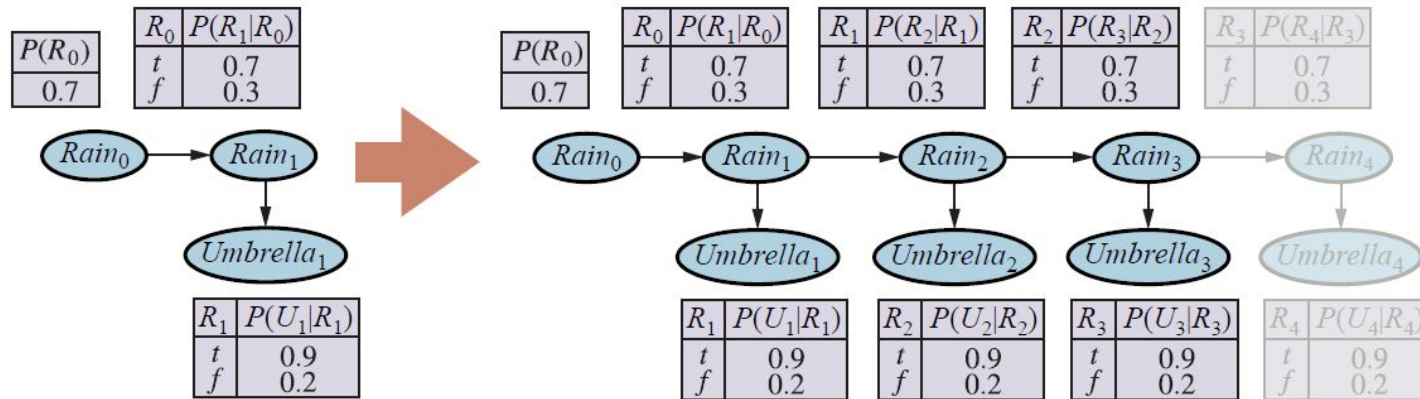 R0 P(R1|R0)
P(R0) t 0.7
0.7 f 0.3
Rain0 Rain1
Umbrella1
R1 P(U1|R1)
t 0.9
f 0.2
P(R0)
0.7
R0 P(R1|R0)
t 0.7
f 0.3
R1 P(R2|R1)
t 0.7
f 0.3
R2 P(R3|R2)
t 0.7
f 0.3
R3 P(R4|R3)
t 0.7
f 0.3
Rain0 Rain1 Rain2 Rain3 Rain4
Umbrella1 Umbrella2 Umbrella3 Umbrella4
R1 P(U1|R1)
t 0.9
f 0.2
R2 P(U2|R2)
t 0.9
f 0.2
R3 P(U3|R3)
t 0.9
f 0.2
R4 P(U4|R4)
t 0.9
f 0.2